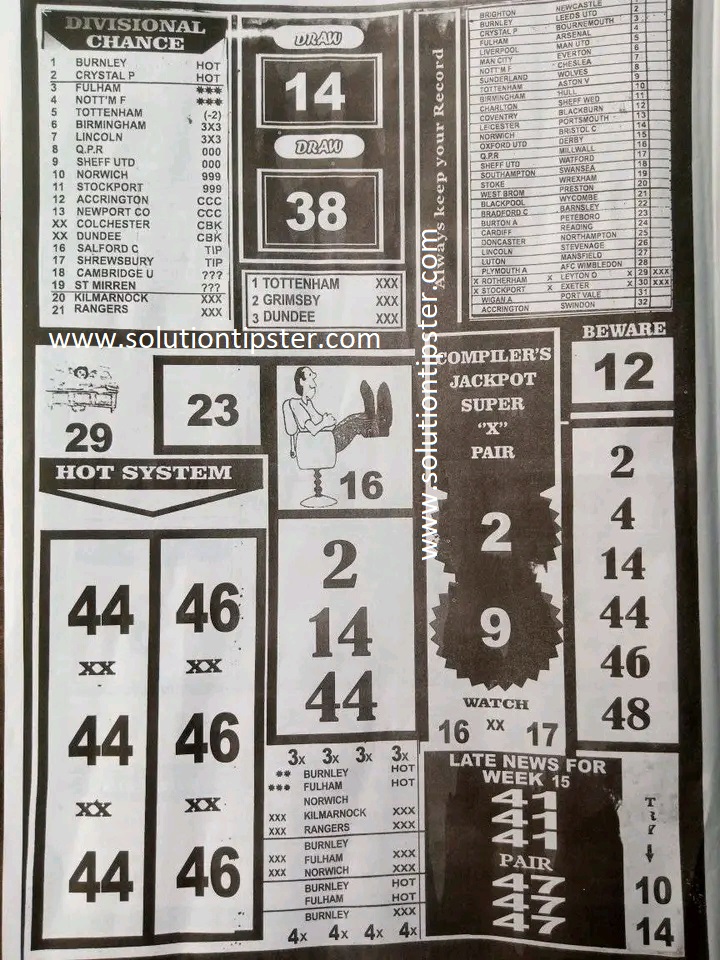 DIVISIONAL
CHANCE
1 BURNLEY HOT
2 CRYSTAL P HOT
3 FULHAM ***
4 NOTT'M F ***
5 TOTTENHAM (-2)
6 BIRMINGHAM 3X3
7 LINCOLN 3X3
8 Q.P.R 000
9 SHEFF UTD 000
10 NORWICH 999
11 STOCKPORT 999
12 ACCRINGTON CCC
13 NEWPORT CO CCC
XX COLCHESTER CBK
XX DUNDEE CBK
16 SALFORD C TIP
17 SHREWSBURY TIP
18 CAMBRIDGE U ???
19 ST MIRREN ???
20 KILMARNOCK XXX
21 RANGERS XXX
DRAW
14
DRAW
38
1 TOTTENHAM XXX
2 GRIMSBY XXX
3 DUNDEE XXX
Always keep your Record
BRIGHTON NEWCASTLE
BURNLEY LEEDS UTD 2
CRYSTAL P BOURNEMOUTH 3
FULHAM ARSENAL 4
LIVERPOOL MAN UTD 5
MAN CITY EVERTON 6
NOTT'M F CHESLEA 7
SUNDERLAND WOLVES 8
TOTTENHAM ASTON V 9
BIRMINGHAM HULL 10
CHARLTON SHEFF WED 11
COVENTRY BLACKBURN 12
LEICESTER PORTSMOUTH 13
NORWICH BRISTOL C 14
OXFORD UTD DERBY 15
Q.P.R MILLWALL 16
SHEFF UTD WATFORD 17
SOUTHAMPTON SWANSEA 18
STOKE WREXHAM 19
WEST BROM PRESTON 20
BLACKPOOL WYCOMBE 21
BRADFORD C BARNSLEY 22
BURTON A PETEBORO 23
CARDIFF READING 24
DONCASTER NORTHAMPTON 25
LINCOLN STEVENAGE 26
LUTON MANSFIELD 27
PLYMOUTH A AFC WIMBLEDON 28
X ROTHERHAM X LEYTON O X 29 XXX
X STOCKPORT X EXETER X 30 XXX
WIGAN A PORT VALE 31
ACCRINGTON SWINDON 32
www.solutiontipster.com
www.solutiontipster.com
29
23
16
HOT SYSTEM
44 46
XX XX
44 46
XX XX
44 46
2
14
44
3x 3x 3x 3x
** BURNLEY HOT
*** FULHAM HOT
NORWICH
XXX KILMARNOCK XXX
XXX RANGERS XXX
BURNLEY
XXX FULHAM XXX
XXX NORWICH XXX
BURNLEY HOT
FULHAM HOT
BURNLEY XXX
4x 4x 4x 4x
COMPILER'S
JACKPOT
SUPER
"X"
PAIR
2
9
WATCH
16 XX 17
BEWARE
12
2
4
14
44
46
48
LATE NEWS FOR
WEEK 15
41
41
41
PAIR
47
47
47
TRY
10
14